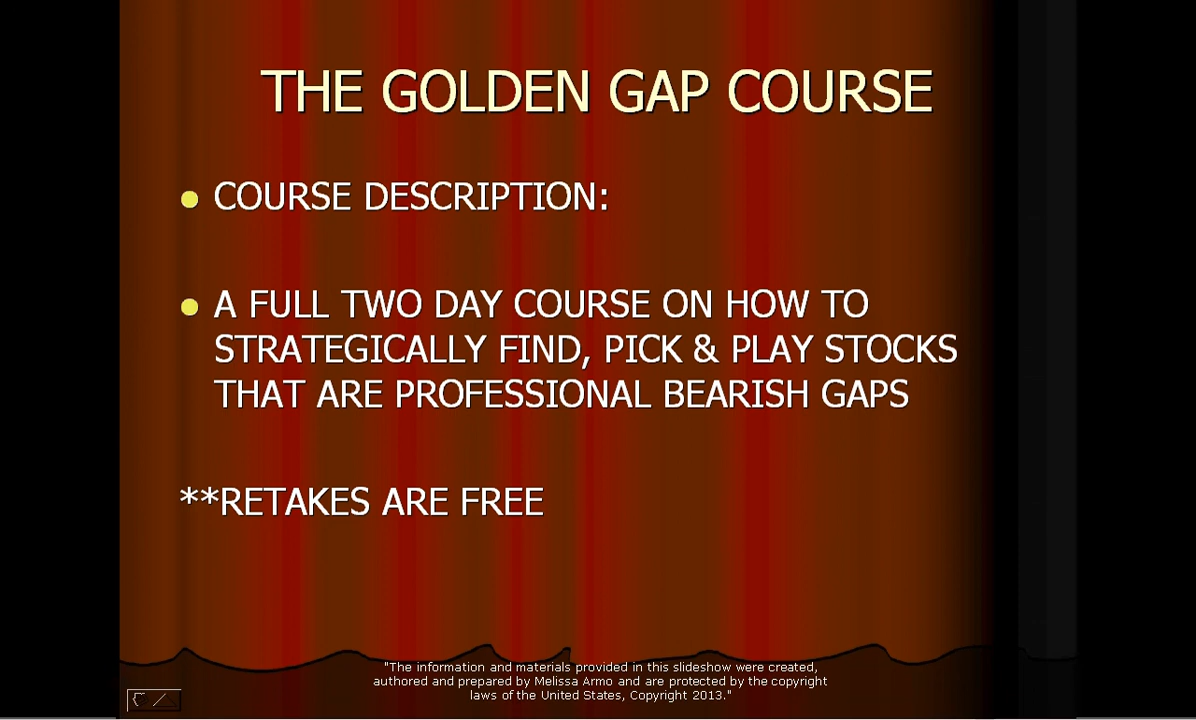 THE GOLDEN GAP COURSE
COURSE DESCRIPTION:
A FULL TWO DAY COURSE ON HOW TO
STRATEGICALLY FIND, PICK & PLAY STOCKS
THAT ARE PROFESSIONAL BEARISH GAPS
**RETAKES ARE FREE
"The information and materials provided in this slideshow were created,
authored and prepared by Melissa Armo and are protected by the copyright
laws of the United States, Copyright 2013."